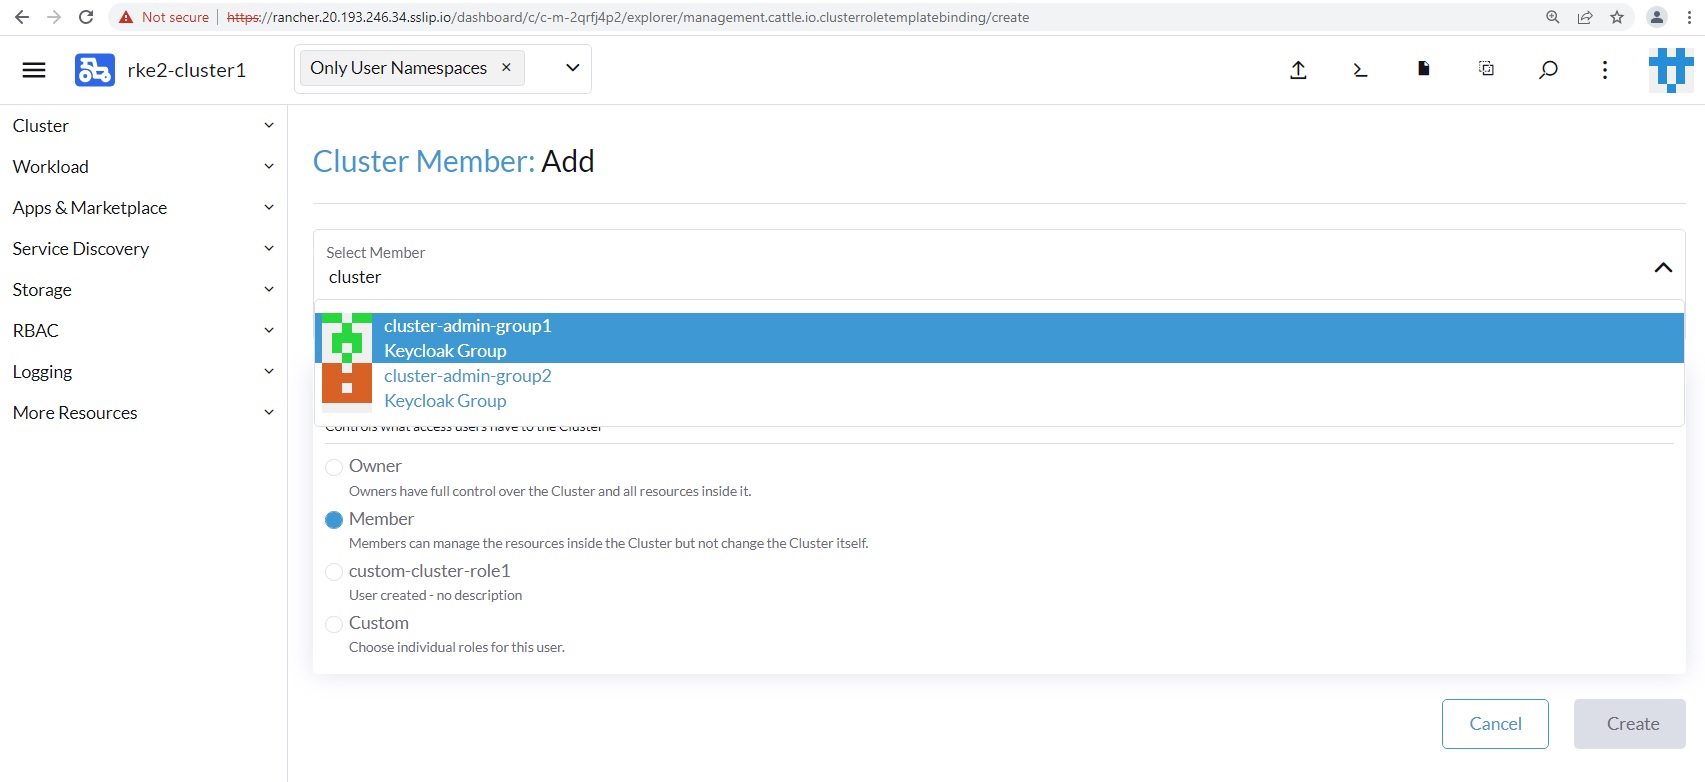 Not secure | https://rancher.20.193.246.34.sslip.io/dashboard/c/c-m-2qrfj4p2/explorer/management.cattle.io.clusterroletemplatebinding/create
rke2-cluster1
Only User Namespaces ×
Cluster
Workload
Apps & Marketplace
Service Discovery
Storage
RBAC
Logging
More Resources
Cluster Member: Add
Select Member
cluster
cluster-admin-group1
Keycloak Group
cluster-admin-group2
Keycloak Group
Controls what access users have to the Cluster
Owner
Owners have full control over the Cluster and all resources inside it.
Member
Members can manage the resources inside the Cluster but not change the Cluster itself.
custom-cluster-role1
User created - no description
Custom
Choose individual roles for this user.
Cancel
Create